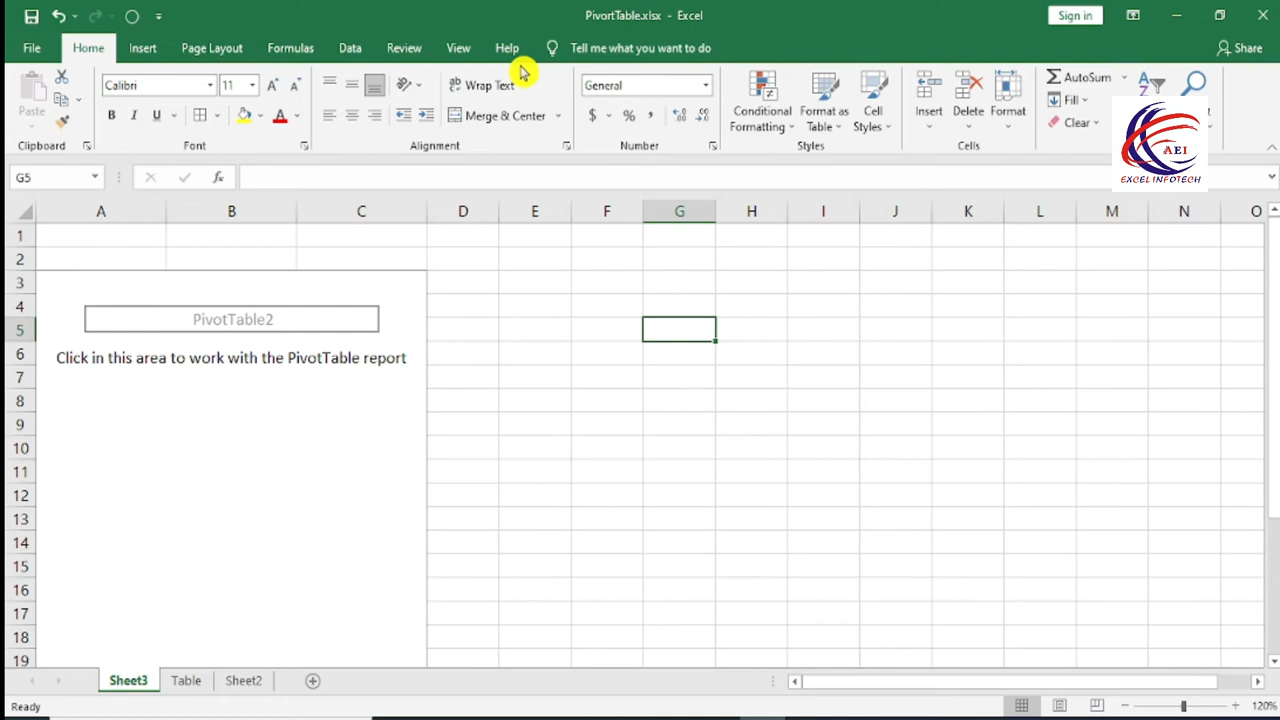 PivortTable.xlsx - Excel
Sign in
File Home Insert Page Layout Formulas Data Review View Help Tell me what you want to do Share
Paste
Clipboard
Calibri 11
B I U A
Font
Wrap Text
Merge & Center
Alignment
General
$ % ,
Number
Conditional Formatting
Format as Table
Cell Styles
Styles
Insert Delete Format
Cells
AutoSum
Fill
Clear
AEI
EXCEL INFOTECH
G5 fx
A B C D E F G H I J K L M N O
1
2
3
4
PivotTable2
5
6
Click in this area to work with the PivotTable report
7
8
9
10
11
12
13
14
15
16
17
18
19
Sheet3 Table Sheet2
Ready 120%